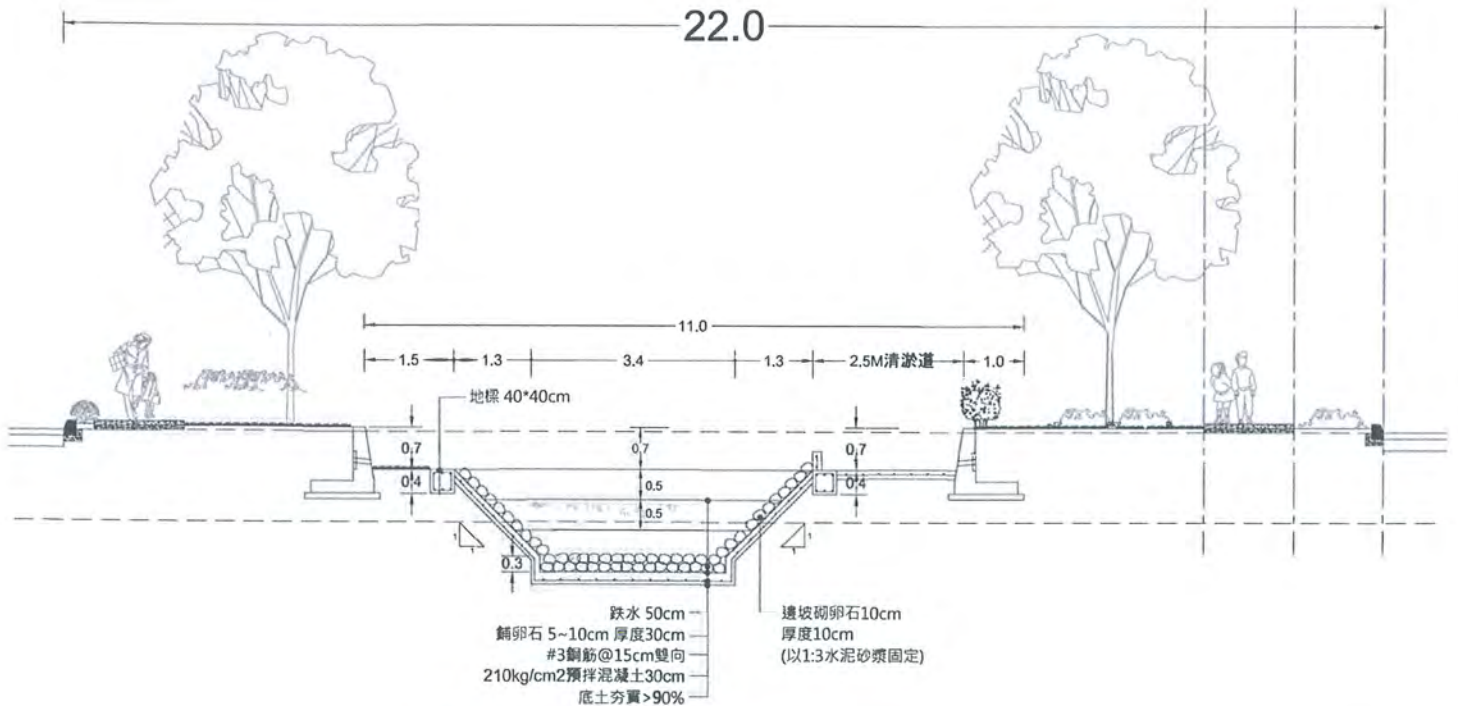 22.0
11.0
1.5
1.3
3.4
1.3
2.5M清淤道
1.0
地樑 40*40cm
0.7
0.7
0.7
0.4
0.5
0.4
0.5
1
1
1
1
0.3
跌水 50cm
舖卵石 5~10cm 厚度30cm
#3鋼筋@15cm雙向
210kg/cm2預拌混凝土30cm
底土夯實>90%
邊坡砌卵石10cm
厚度10cm
(以1:3水泥砂漿固定)